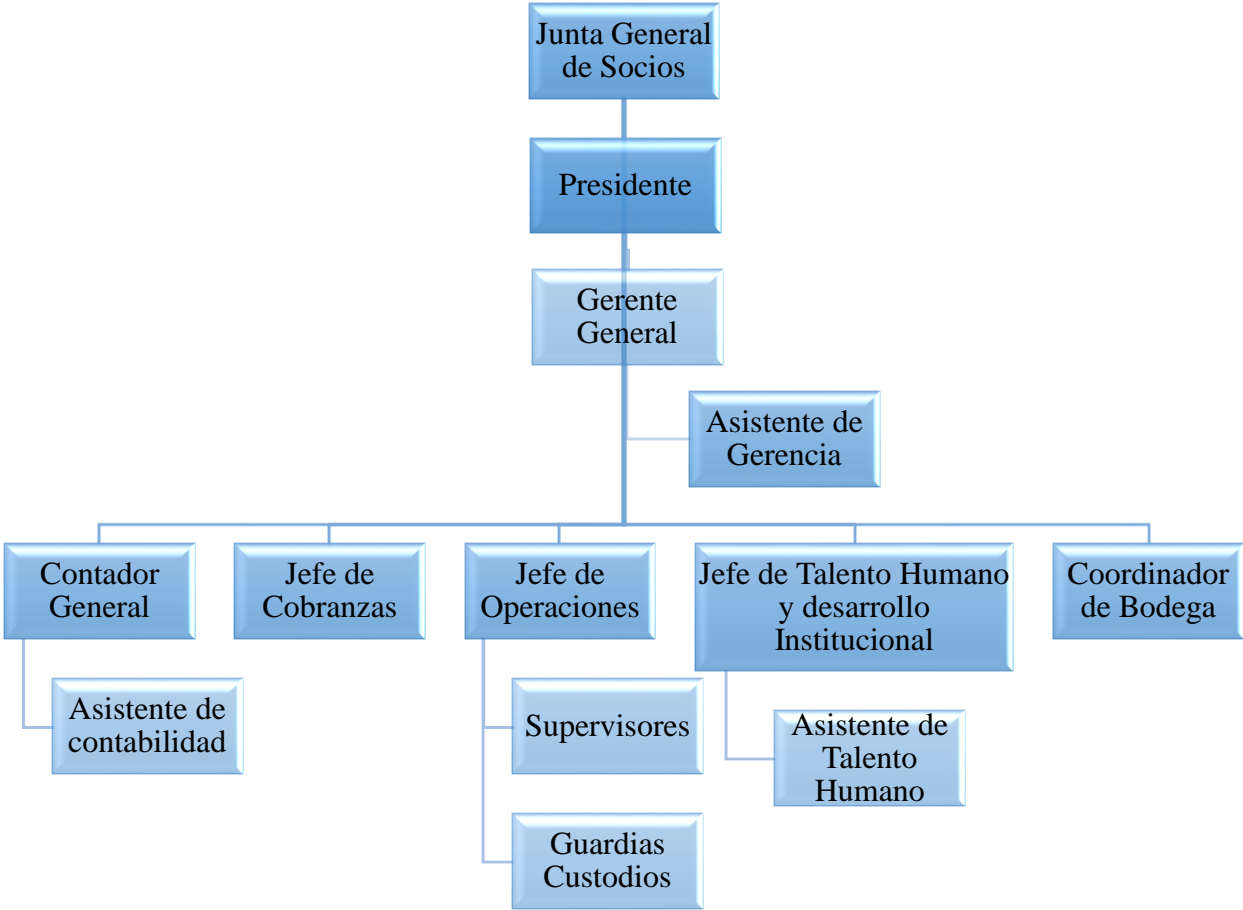 Junta General
de Socios
Presidente
Gerente
General
Asistente de
Gerencia
Contador
General
Jefe de
Cobranzas
Jefe de
Operaciones
Jefe de Talento Humano
y desarrollo
Institucional
Coordinador
de Bodega
Asistente de
contabilidad
Supervisores
Asistente de
Talento
Humano
Guardias
Custodios